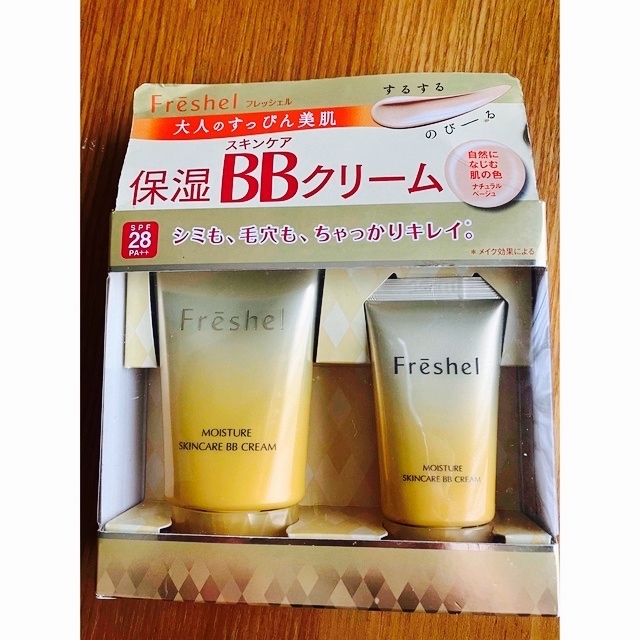 Frēshel フレッシェル
するする
のび〜る
大人のすっぴん美肌
スキンケア
保湿BBクリーム
自然に
なじむ
肌の色
ナチュラル
ベージュ
SPF
28
PA++
シミも、毛穴も、ちゃっかりキレイ*。
*メイク効果による
Frēshel
MOISTURE
SKINCARE BB CREAM
Frēshel
MOISTURE
SKINCARE BB CREAM